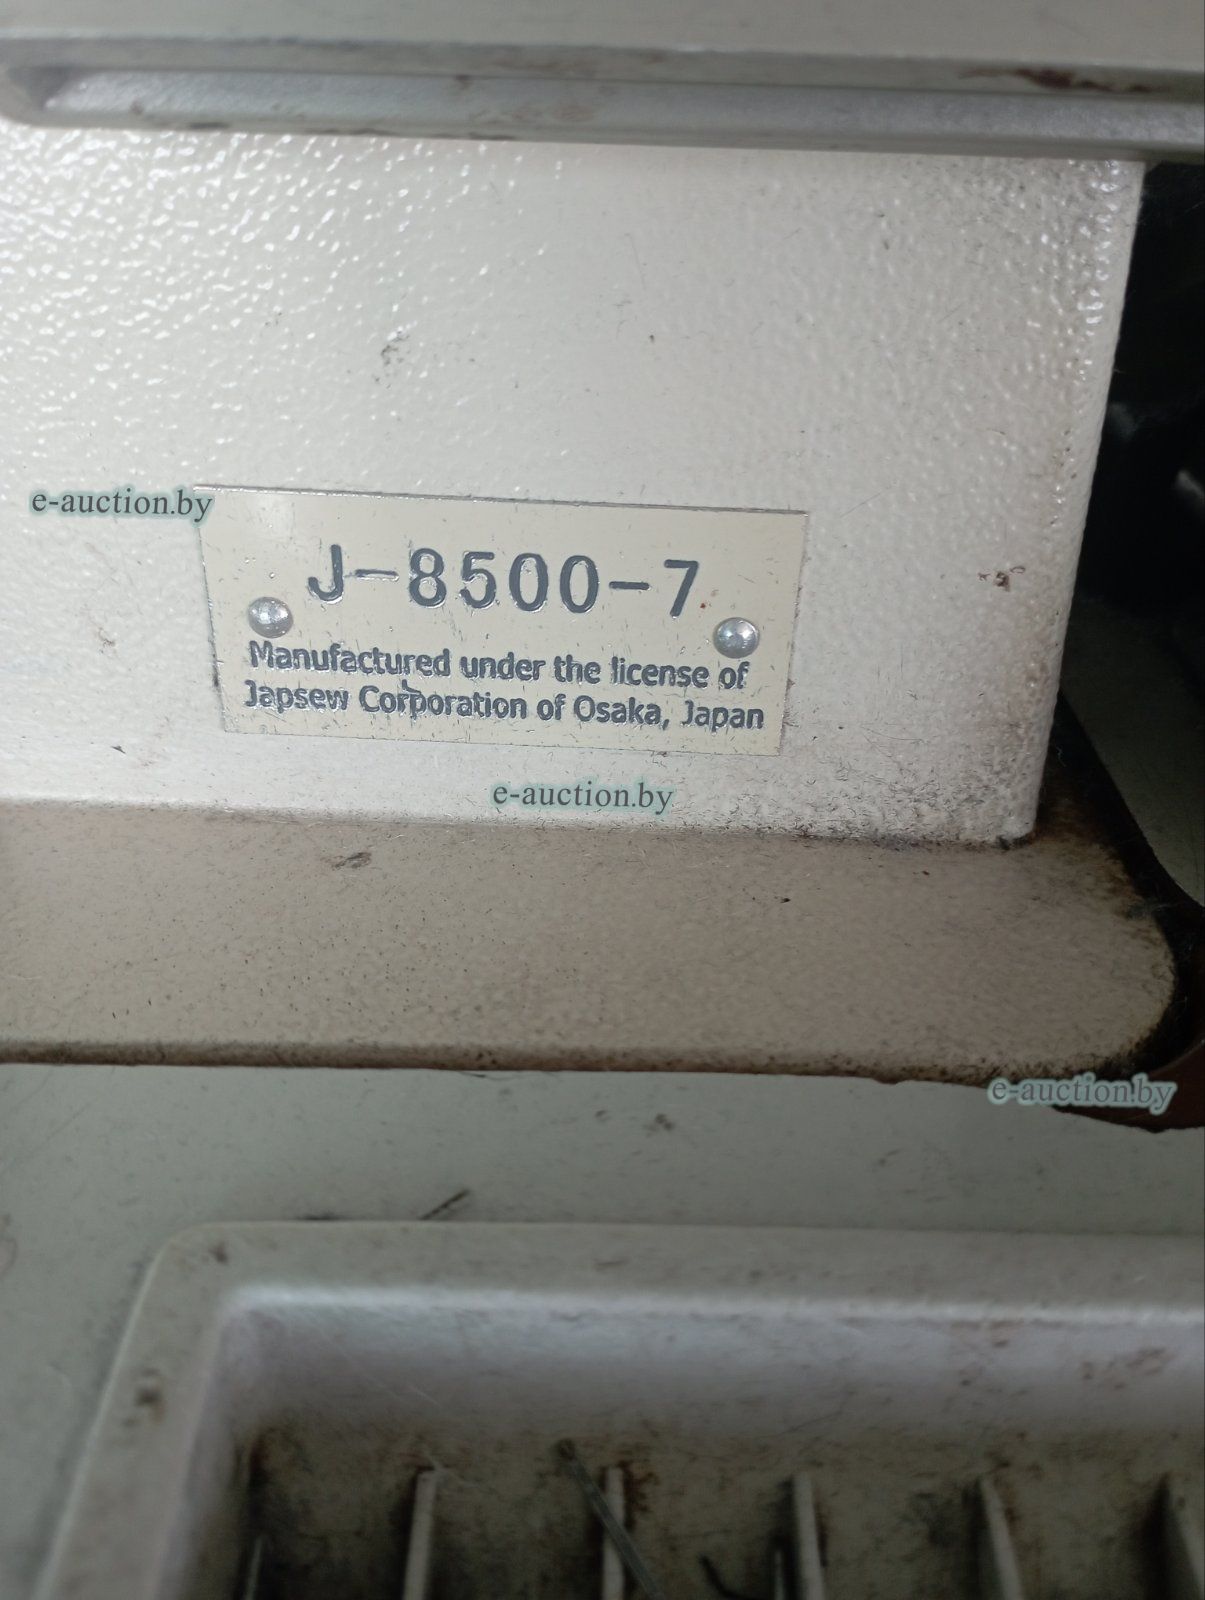 e-auction.by
J-8500-7
Manufactured under the license of
Japsew Corporation of Osaka, Japan
e-auction.by
e-auction.by